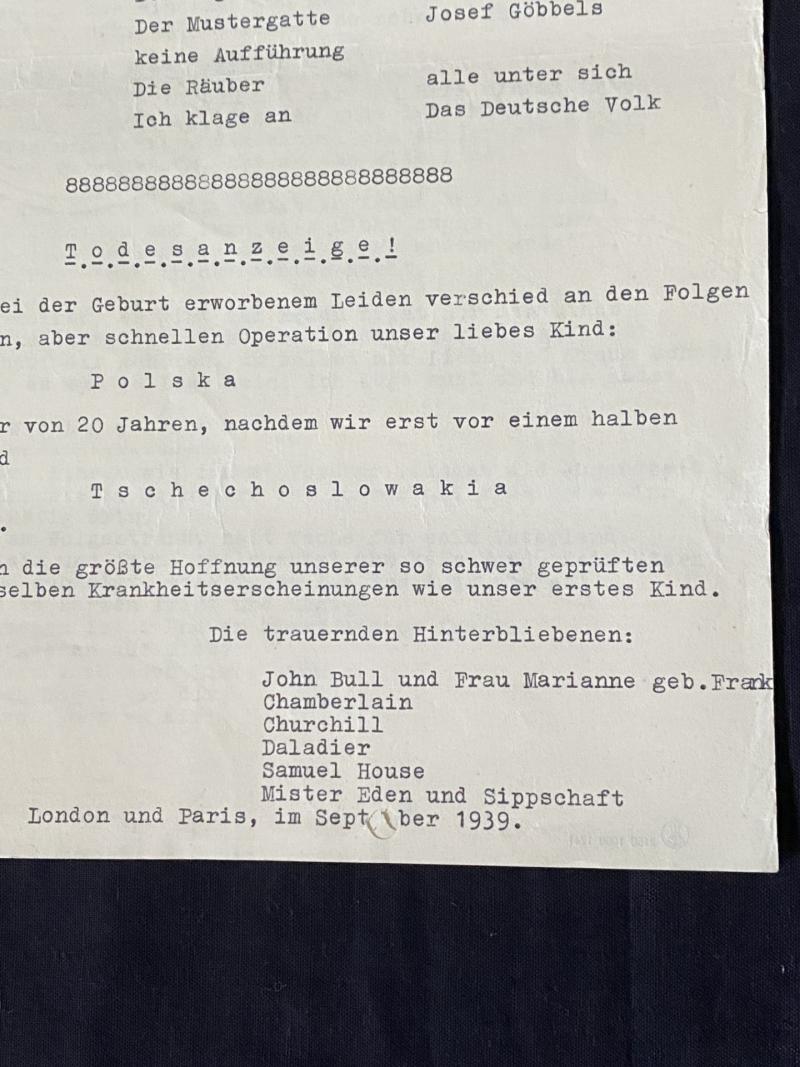 Der Mustergatte Josef Göbbels
keine Aufführung
Die Räuber alle unter sich
Ich klage an Das Deutsche Volk
88888888888888888888888888888
T.o.d.e.s.a.n.z.e.i.g.e.!
ei der Geburt erworbenem Leiden verschied an den Folgen
n, aber schnellen Operation unser liebes Kind:
P o l s k a
r von 20 Jahren, nachdem wir erst vor einem halben
d
T s c h e c h o s l o w a k i a
.
n die größte Hoffnung unserer so schwer geprüften
selben Krankheitserscheinungen wie unser erstes Kind.
Die trauernden Hinterbliebenen:
John Bull und Frau Marianne geb.Frank
Chamberlain
Churchill
Daladier
Samuel House
Mister Eden und Sippschaft
London und Paris, im Sept ber 1939.